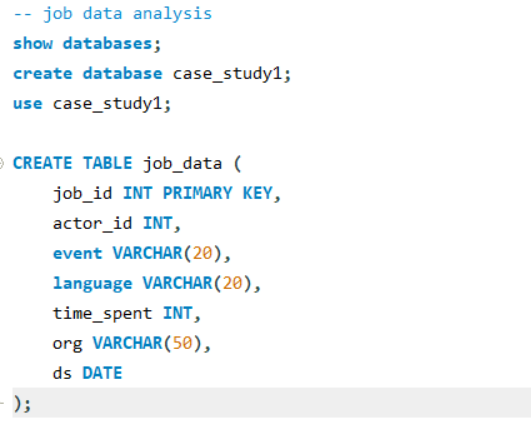 -- job data analysis
show databases;
create database case_study1;
use case_study1;
CREATE TABLE job_data (
job_id INT PRIMARY KEY,
actor_id INT,
event VARCHAR(20),
language VARCHAR(20),
time_spent INT,
org VARCHAR(50),
ds DATE
);